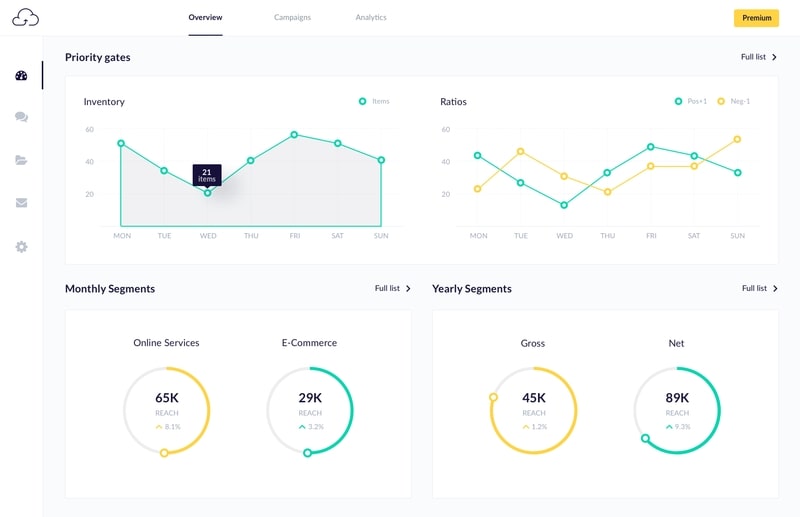 Overview Campaigns Analytics Premium
Priority gates Full list
Inventory Items
60
40
20
21
items
MON TUE WED THU FRI SAT SUN
Ratios Pos+1 Neg-1
60
40
20
MON TUE WED THU FRI SAT SUN
Monthly Segments Full list
Online Services E-Commerce
65K 29K
REACH REACH
8.1% 3.2%
Yearly Segments Full list
Gross Net
45K 89K
REACH REACH
1.2% 9.3%